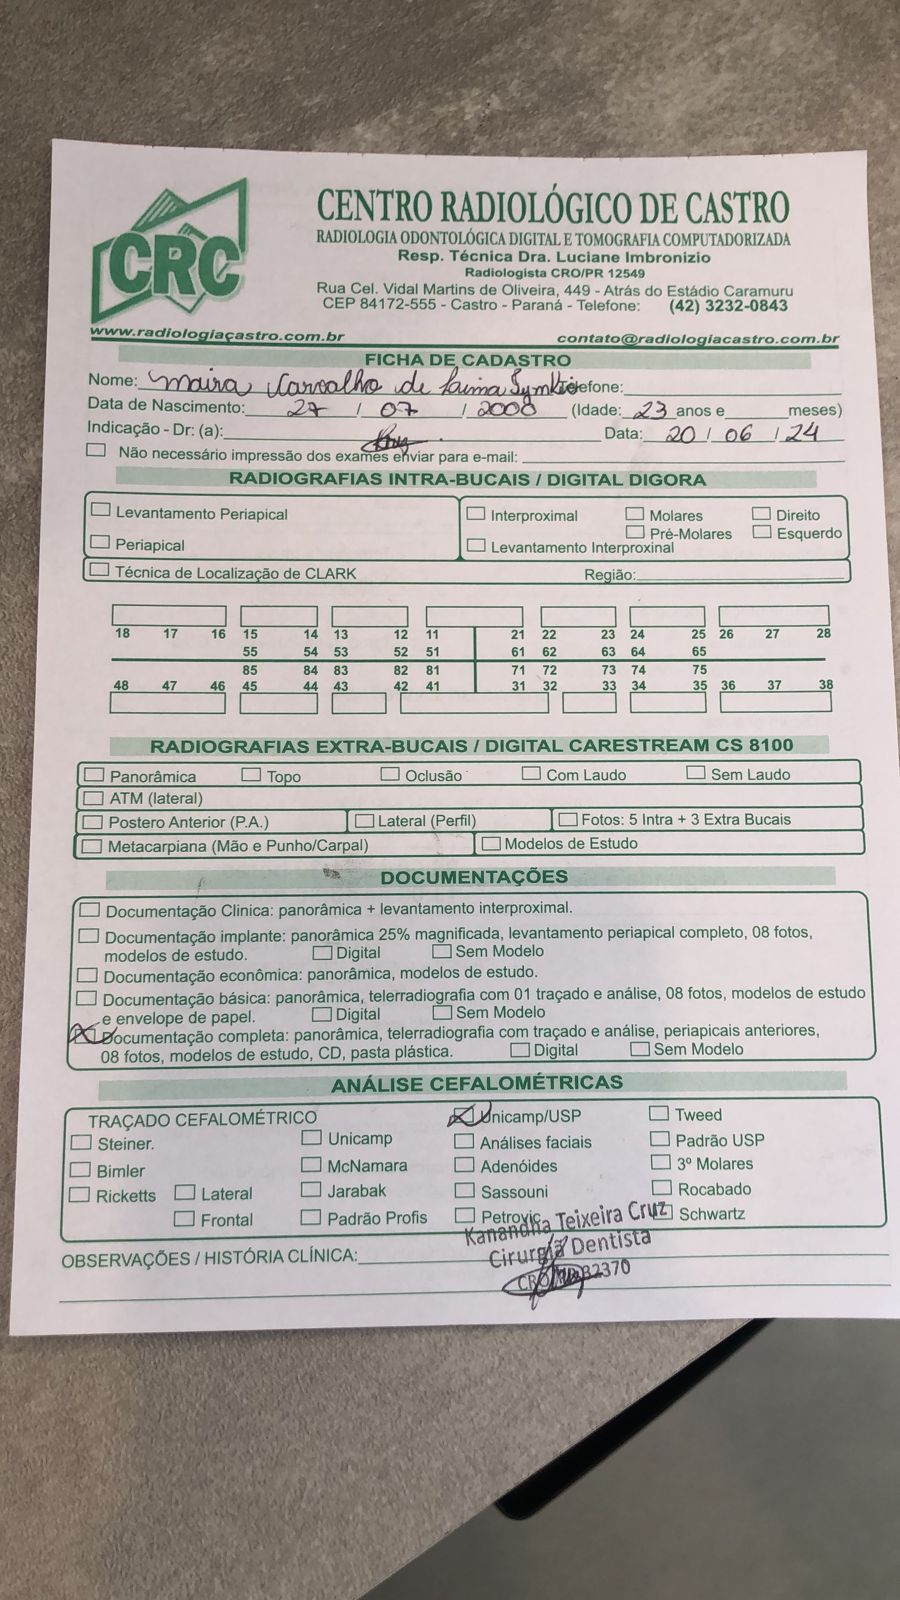 CRC
CENTRO RADIOLÓGICO DE CASTRO
RADIOLOGIA ODONTOLÓGICA DIGITAL E TOMOGRAFIA COMPUTADORIZADA
Resp. Técnica Dra. Luciane Imbronizio
Radiologista CRO/PR 12549
Rua Cel. Vidal Martins de Oliveira, 449 - Atrás do Estádio Caramuru
CEP 84172-555 - Castro - Paraná - Telefone: (42) 3232-0843
www.radiologiacastro.com.br contato@radiologiacastro.com.br
FICHA DE CADASTRO
Nome: Maira Carvalho de Telefone:
Data de Nascimento: 27 / 07 / 2000 (Idade: 23 anos e meses)
Indicação - Dr: (a): Data: 20 / 06 / 24
Não necessário impressão dos exames enviar para e-mail:
RADIOGRAFIAS INTRA-BUCAIS / DIGITAL DIGORA
Levantamento Periapical Interproximal Molares Direito
Periapical Levantamento Interproxinal Pré-Molares Esquerdo
Técnica de Localização de CLARK Região:
18 17 16 15 14 13 12 11 21 22 23 24 25 26 27 28
55 54 53 52 51 61 62 63 64 65
85 84 83 82 81 71 72 73 74 75
48 47 46 45 44 43 42 41 31 32 33 34 35 36 37 38
RADIOGRAFIAS EXTRA-BUCAIS / DIGITAL CARESTREAM CS 8100
Panorâmica Topo Oclusão Com Laudo Sem Laudo
ATM (lateral)
Postero Anterior (P.A.) Lateral (Perfil) Fotos: 5 Intra + 3 Extra Bucais
Metacarpiana (Mão e Punho/Carpal) Modelos de Estudo
DOCUMENTAÇÕES
Documentação Clinica: panorâmica + levantamento interproximal.
Documentação implante: panorâmica 25% magnificada, levantamento periapical completo, 08 fotos,
modelos de estudo. Digital Sem Modelo
Documentação econômica: panorâmica, modelos de estudo.
Documentação básica: panorâmica, telerradiografia com 01 traçado e análise, 08 fotos, modelos de estudo
e envelope de papel. Digital Sem Modelo
X Documentação completa: panorâmica, telerradiografia com traçado e análise, periapicais anteriores,
08 fotos, modelos de estudo, CD, pasta plástica. Digital Sem Modelo
ANÁLISE CEFALOMÉTRICAS
TRAÇADO CEFALOMÉTRICO X Unicamp/USP Tweed
Steiner. Unicamp Análises faciais Padrão USP
Bimler McNamara Adenóides 3º Molares
Ricketts Lateral Jarabak Sassouni Rocabado
Frontal Padrão Profis Petrovic Schwartz
Kanandha Teixeira Cruz
OBSERVAÇÕES / HISTÓRIA CLÍNICA:
Cirurgiã Dentista
32370